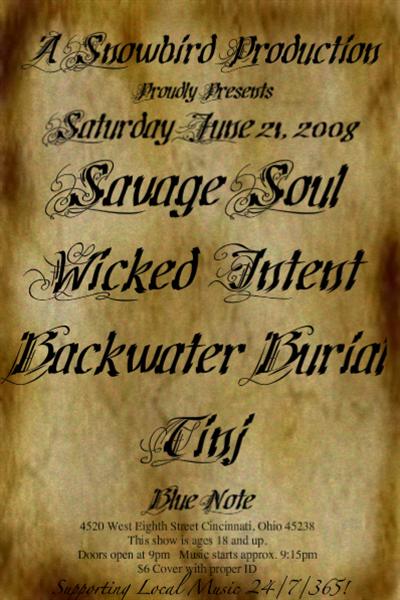 A Snowbird Production
Proudly Presents
Saturday June 21, 2008
Savage Soul
Wicked Intent
Backwater Burial
Tinj
Blue Note
4520 West Eighth Street Cincinnati, Ohio 45238
This show is ages 18 and up.
Doors open at 9pm Music starts approx. 9:15pm
$6 Cover with proper ID
Supporting Local Music 24/7/365!